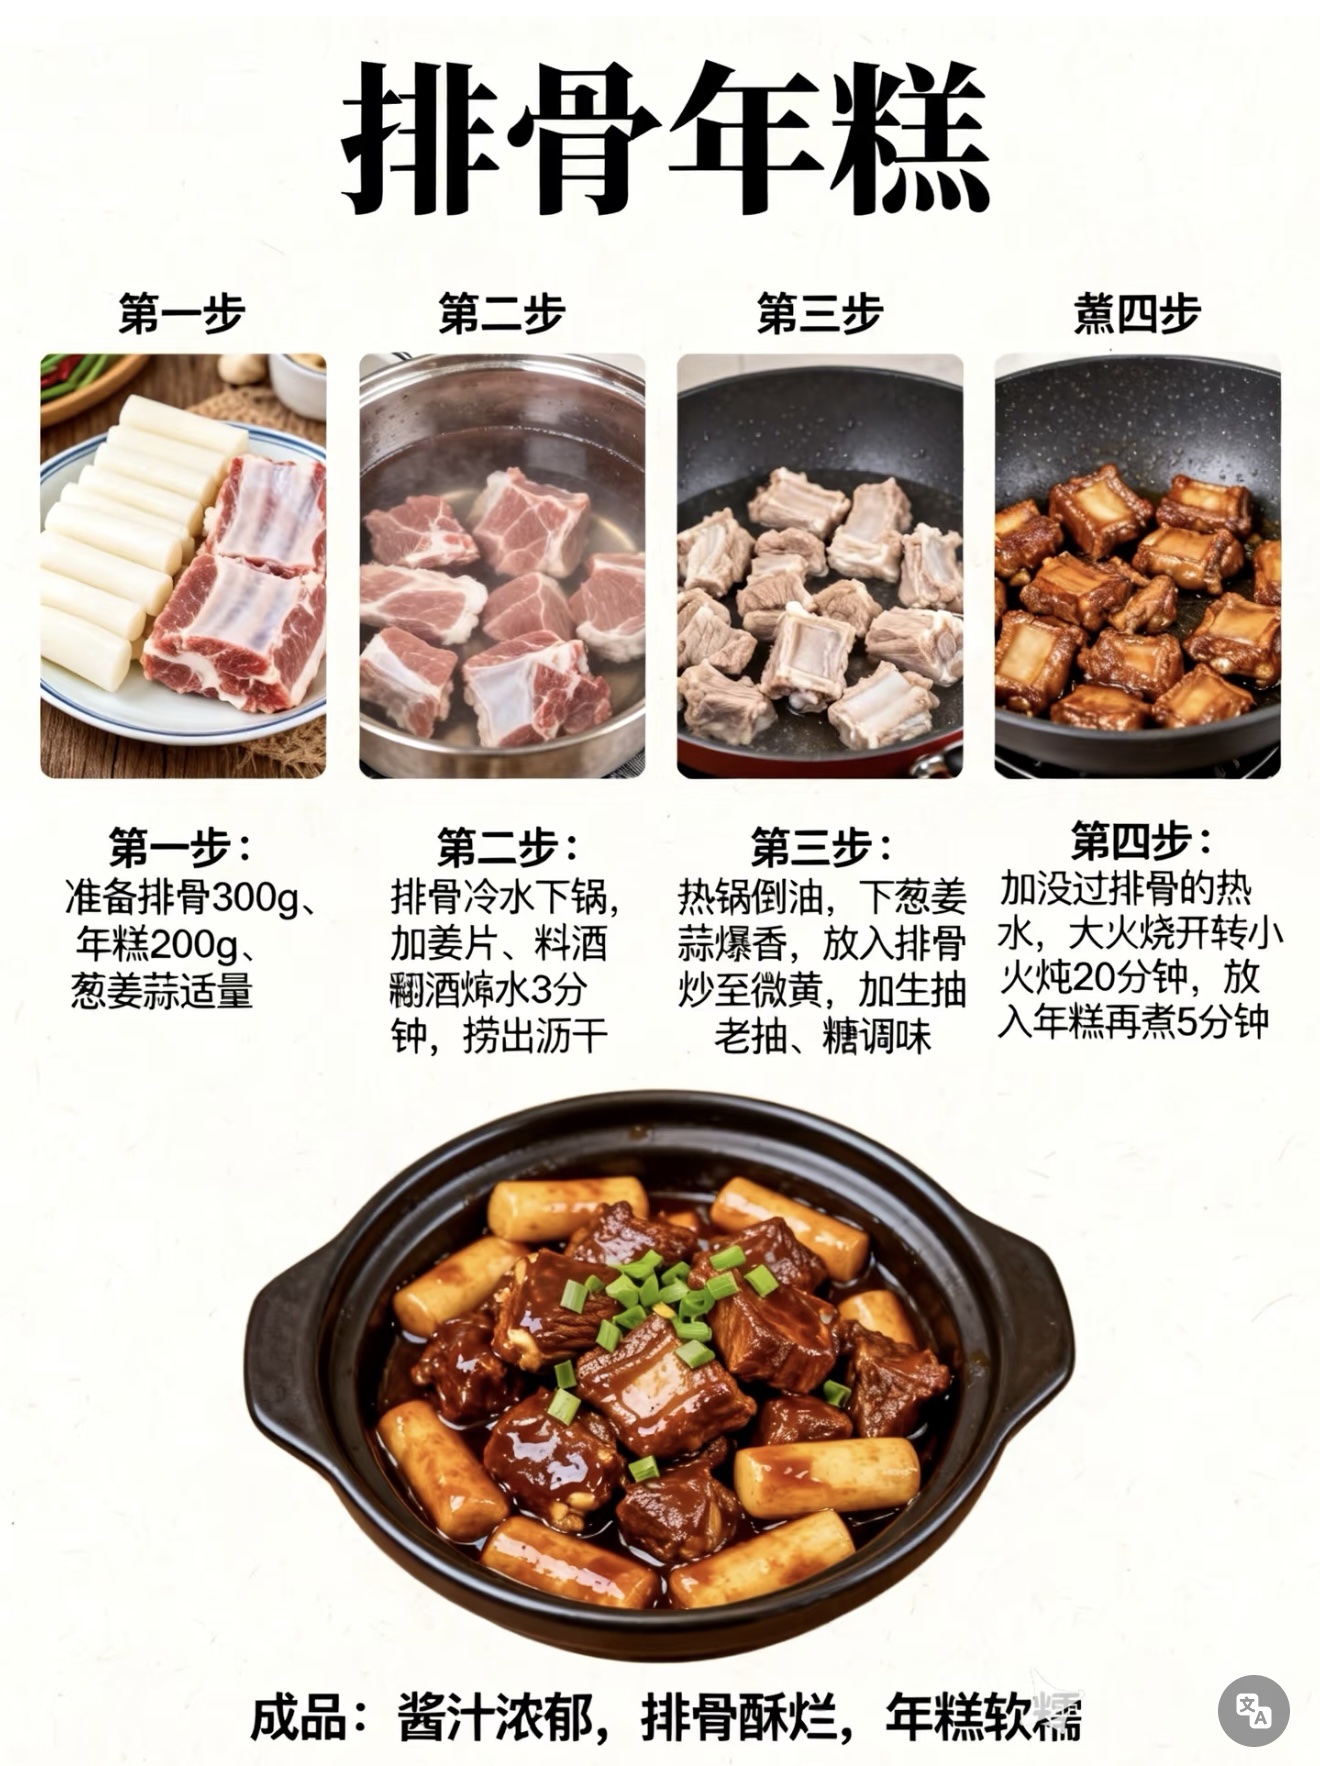 排骨年糕
第一步
第二步
第三步
四步
第一步：
准备排骨300g、
年糕200g、
葱姜蒜适量
第二步：
排骨冷水下锅，
加姜片、料酒
酒水3分
钟，捞出沥干
第三步：
热锅倒油，下葱姜
蒜爆香，放入排骨
炒至微黄，加生抽
老抽、糖调味
第四步：
加没过排骨的热
水，大火烧开转小
火炖20分钟，放
入年糕再煮5分钟
成品：酱汁浓郁，排骨酥烂，年糕软糯